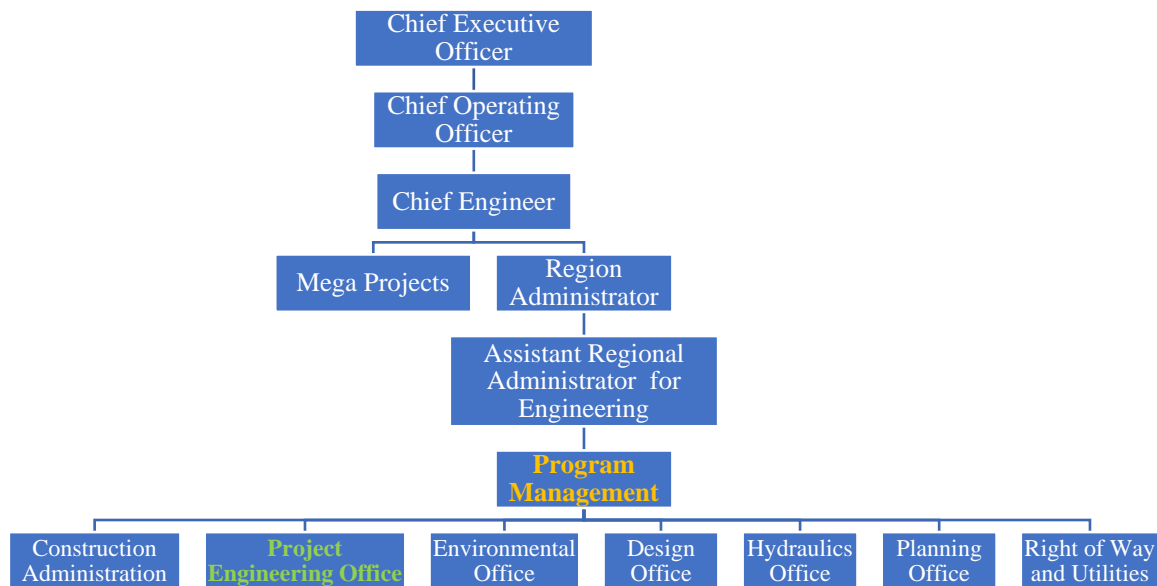 Chief Executive
Officer
Chief Operating
Officer
Chief Engineer
Mega Projects
Region
Administrator
Assistant Regional
Administrator for
Engineering
Program
Management
Construction
Administration
Project
Engineering Office
Environmental
Office
Design
Office
Hydraulics
Office
Planning
Office
Right of Way
and Utilities